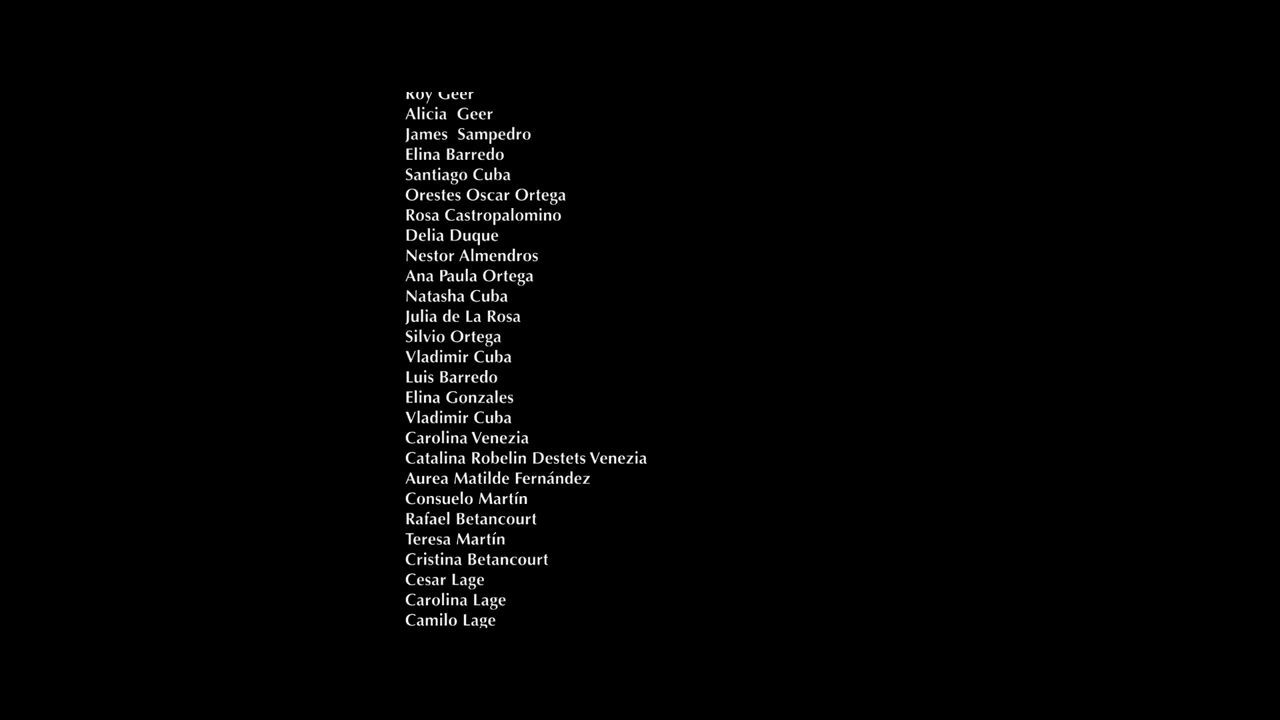 Roy Geer
Alicia  Geer
James  Sampedro
Elina Barredo
Santiago Cuba
Orestes Oscar Ortega
Rosa Castropalomino
Delia Duque
Nestor Almendros
Ana Paula Ortega
Natasha Cuba
Julia de La Rosa
Silvio Ortega
Vladimir Cuba
Luis Barredo
Elina Gonzales
Vladimir Cuba
Carolina Venezia
Catalina Robelin Destets Venezia
Aurea Matilde Fernández
Consuelo Martín
Rafael Betancourt
Teresa Martín
Cristina Betancourt
Cesar Lage
Carolina Lage
Camilo Lage